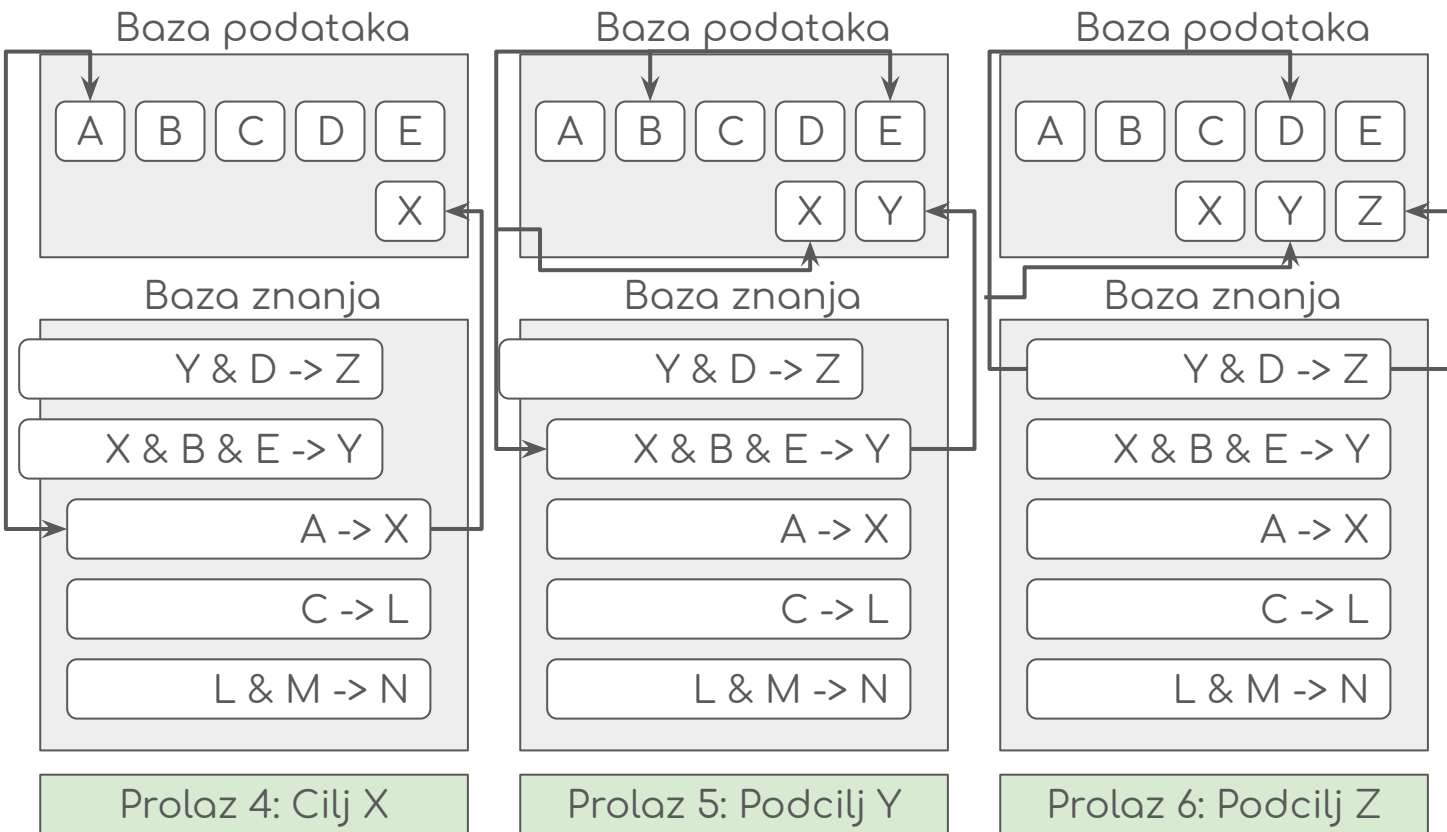 Baza podataka
A B C D E
X
Baza znanja
Y & D -> Z
X & B & E -> Y
A -> X
C -> L
L & M -> N
Prolaz 4: Cilj X
Baza podataka
A B C D E
X Y
Baza znanja
Y & D -> Z
X & B & E -> Y
A -> X
C -> L
L & M -> N
Prolaz 5: Podcilj Y
Baza podataka
A B C D E
X Y Z
Baza znanja
Y & D -> Z
X & B & E -> Y
A -> X
C -> L
L & M -> N
Prolaz 6: Podcilj Z